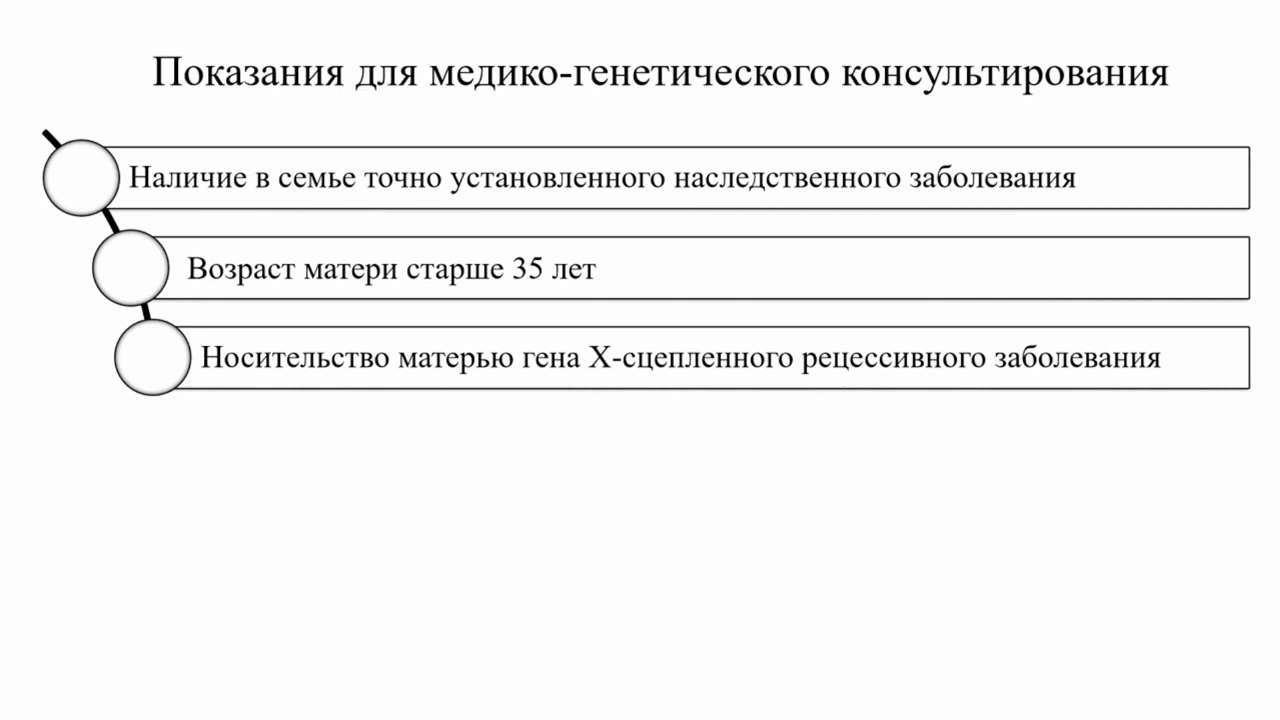 Показания для медико-генетического консультирования
Наличие в семье точно установленного наследственного заболевания
Возраст матери старше 35 лет
Носительство матерью гена Х-сцепленного рецессивного заболевания